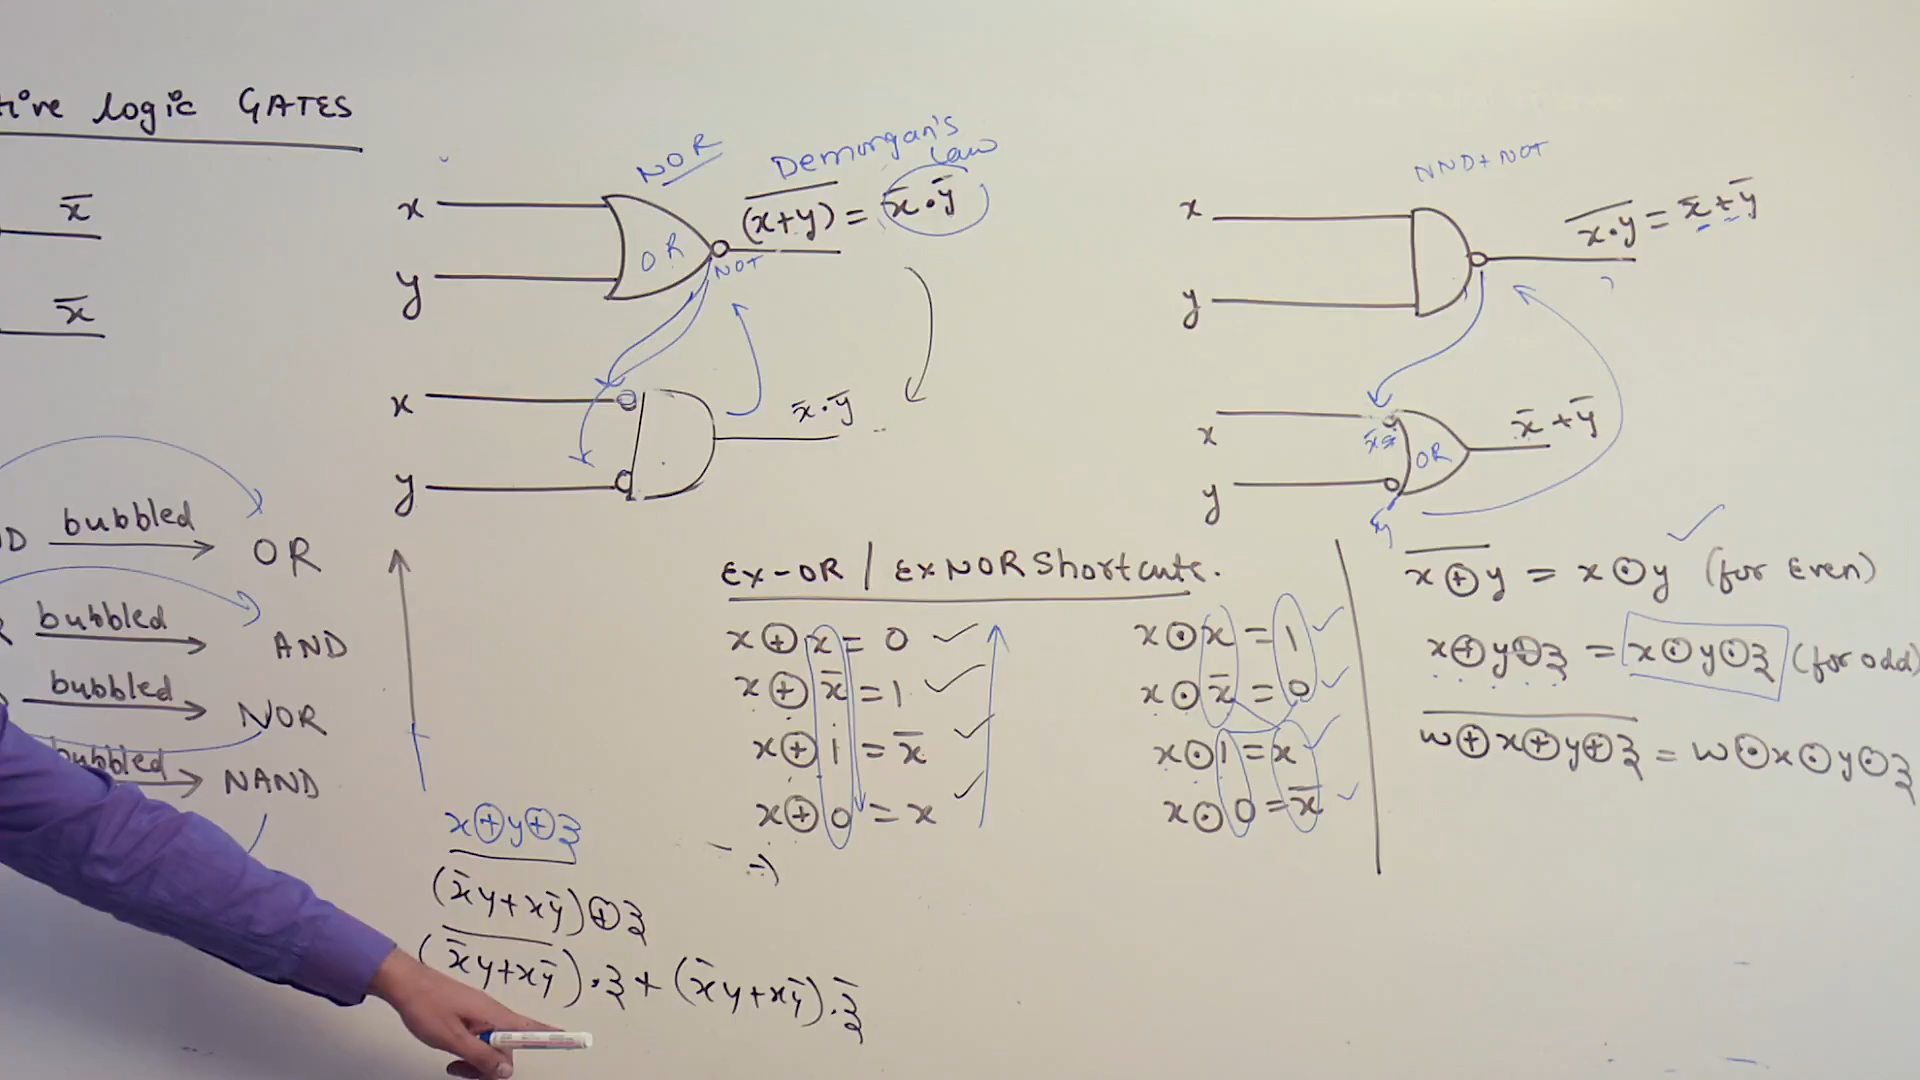 tive logic GATES
x̄
x̄
D bubbled OR
R bubbled AND
bubbled NOR
bubbled NAND
NOR
Demorgan's
Law
x
y
OR
NOT
(x+y)̅ = x̄·ȳ
x
y
x̄·ȳ
NND+NOT
x
y
x·y̅ = x̄+ȳ
x
y
x̄
OR
ȳ
x̄+ȳ
Ex-OR / ExNOR Shortcuts.
x⊕x = 0
x⊕x̄ = 1
x⊕1 = x̄
x⊕0 = x
x⊙x = 1
x⊙x̄ = 0
x⊙1 = x
x⊙0 = x̄
x⊕y̅ = x⊙y (for Even)
x⊕y⊕z = x⊙y⊙z (for odd)
w⊕x⊕y⊕z̅ = w⊙x⊙y⊙z
x⊕y⊕z
(x̄y+xȳ)⊕z
(x̄y+xȳ)̅·z+(x̄y+xȳ)·z̄